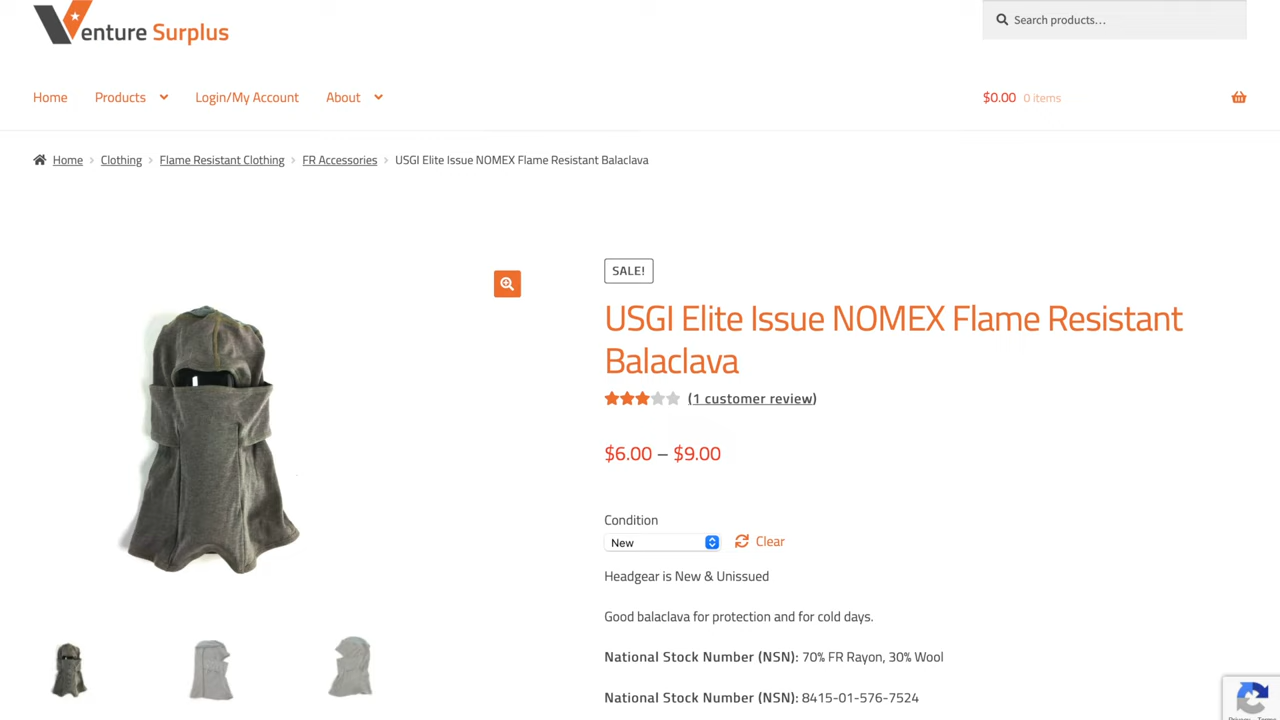 Venture Surplus
Search products…
Home Products Login/My Account About $0.00 0 items
Home Clothing Flame Resistant Clothing FR Accessories USGI Elite Issue NOMEX Flame Resistant Balaclava
SALE!
USGI Elite Issue NOMEX Flame Resistant
Balaclava
(1 customer review)
$6.00 – $9.00
Condition
New Clear
Headgear is New & Unissued
Good balaclava for protection and for cold days.
National Stock Number (NSN): 70% FR Rayon, 30% Wool
National Stock Number (NSN): 8415-01-576-7524